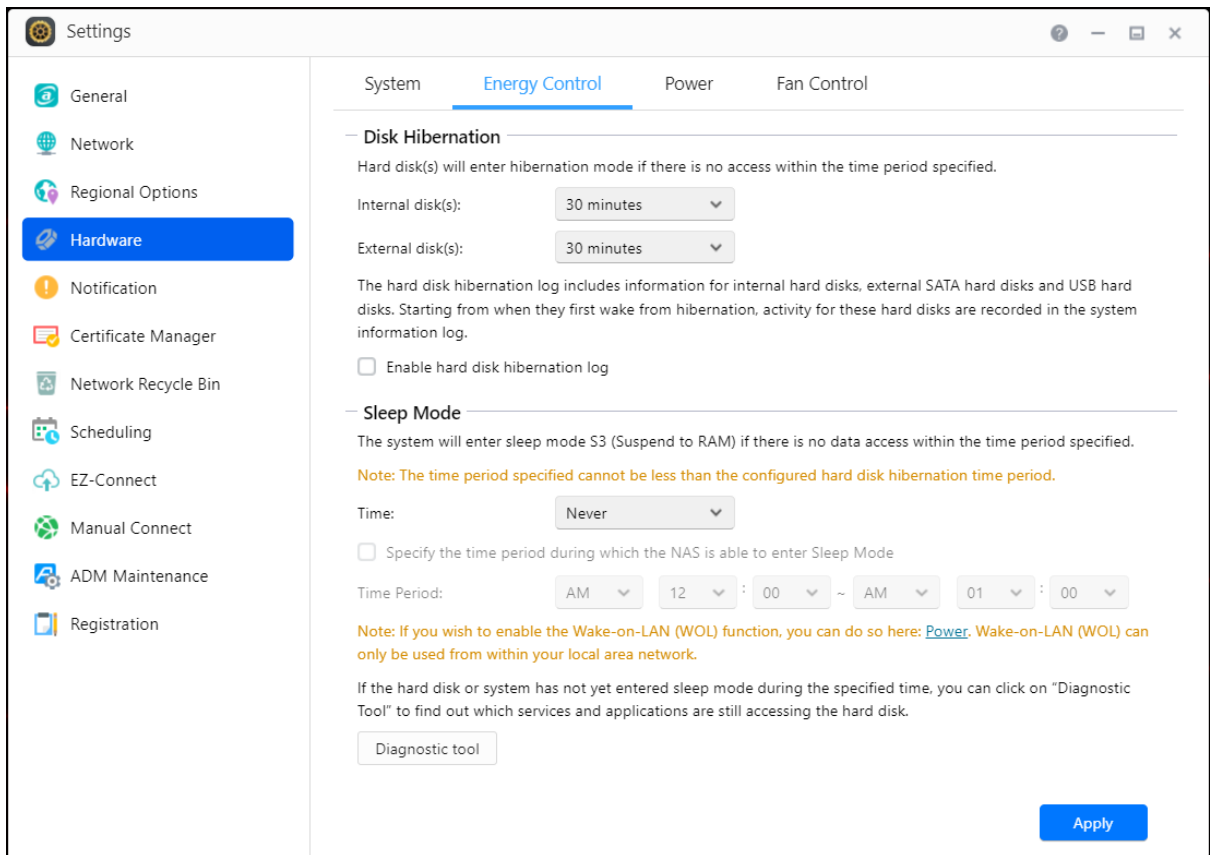 Settings
General
Network
Regional Options
Hardware
Notification
Certificate Manager
Network Recycle Bin
Scheduling
EZ-Connect
Manual Connect
ADM Maintenance
Registration
System Energy Control Power Fan Control
Disk Hibernation
Hard disk(s) will enter hibernation mode if there is no access within the time period specified.
Internal disk(s): 30 minutes
External disk(s): 30 minutes
The hard disk hibernation log includes information for internal hard disks, external SATA hard disks and USB hard
disks. Starting from when they first wake from hibernation, activity for these hard disks are recorded in the system
information log.
Enable hard disk hibernation log
Sleep Mode
The system will enter sleep mode S3 (Suspend to RAM) if there is no data access within the time period specified.
Note: The time period specified cannot be less than the configured hard disk hibernation time period.
Time: Never
Specify the time period during which the NAS is able to enter Sleep Mode
Time Period: AM 12 : 00 ~ AM 01 : 00
Note: If you wish to enable the Wake-on-LAN (WOL) function, you can do so here: Power. Wake-on-LAN (WOL) can
only be used from within your local area network.
If the hard disk or system has not yet entered sleep mode during the specified time, you can click on “Diagnostic
Tool” to find out which services and applications are still accessing the hard disk.
Diagnostic tool
Apply